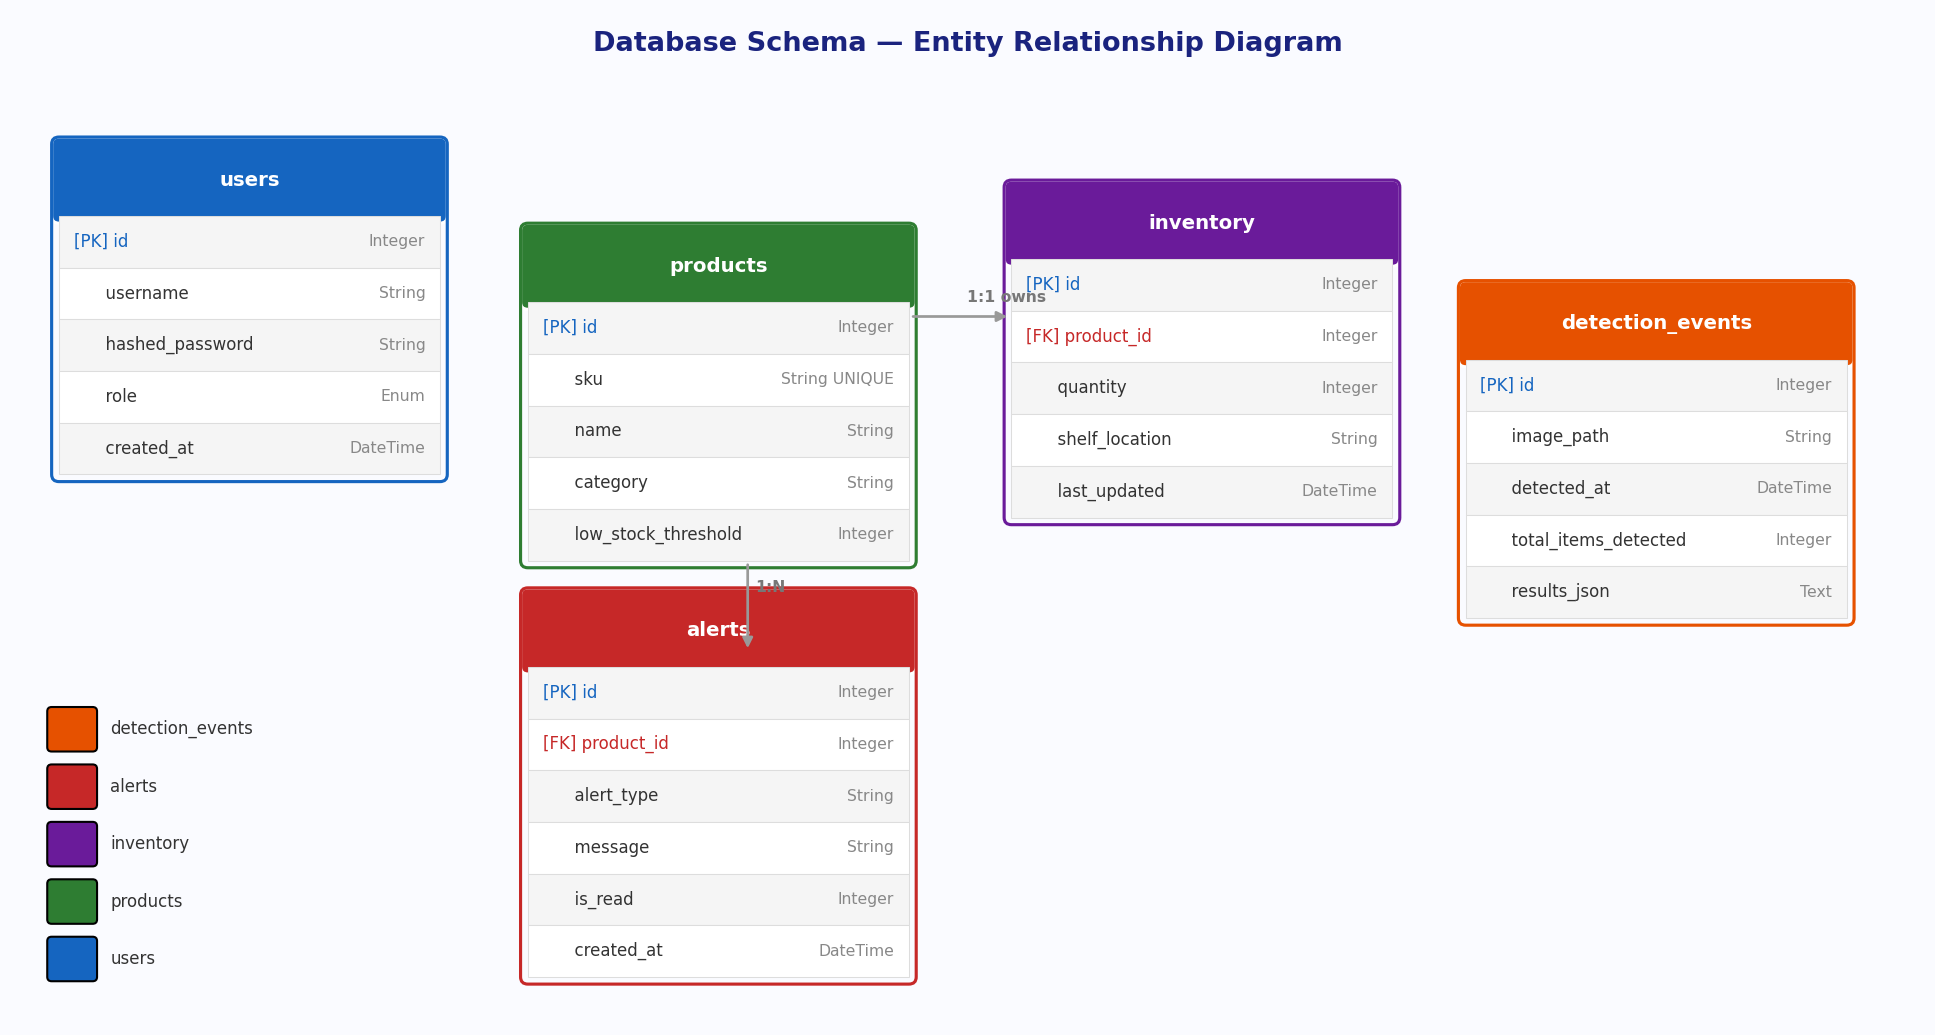 Database Schema — Entity Relationship Diagram
users
[PK] id Integer
username String
hashed_password String
role Enum
created_at DateTime
products
[PK] id Integer
sku String UNIQUE
name String
category String
low_stock_threshold Integer
1:1 owns
inventory
[PK] id Integer
[FK] product_id Integer
quantity Integer
shelf_location String
last_updated DateTime
detection_events
[PK] id Integer
image_path String
detected_at DateTime
total_items_detected Integer
results_json Text
1:N
alerts
[PK] id Integer
[FK] product_id Integer
alert_type String
message String
is_read Integer
created_at DateTime
detection_events
alerts
inventory
products
users